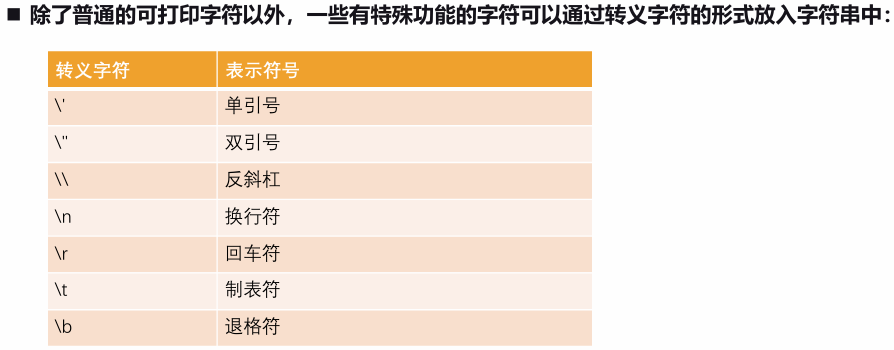 ■ 除了普通的可打印字符以外，一些有特殊功能的字符可以通过转义字符的形式放入字符串中：
转义字符 表示符号
\' 单引号
\" 双引号
\\ 反斜杠
\n 换行符
\r 回车符
\t 制表符
\b 退格符